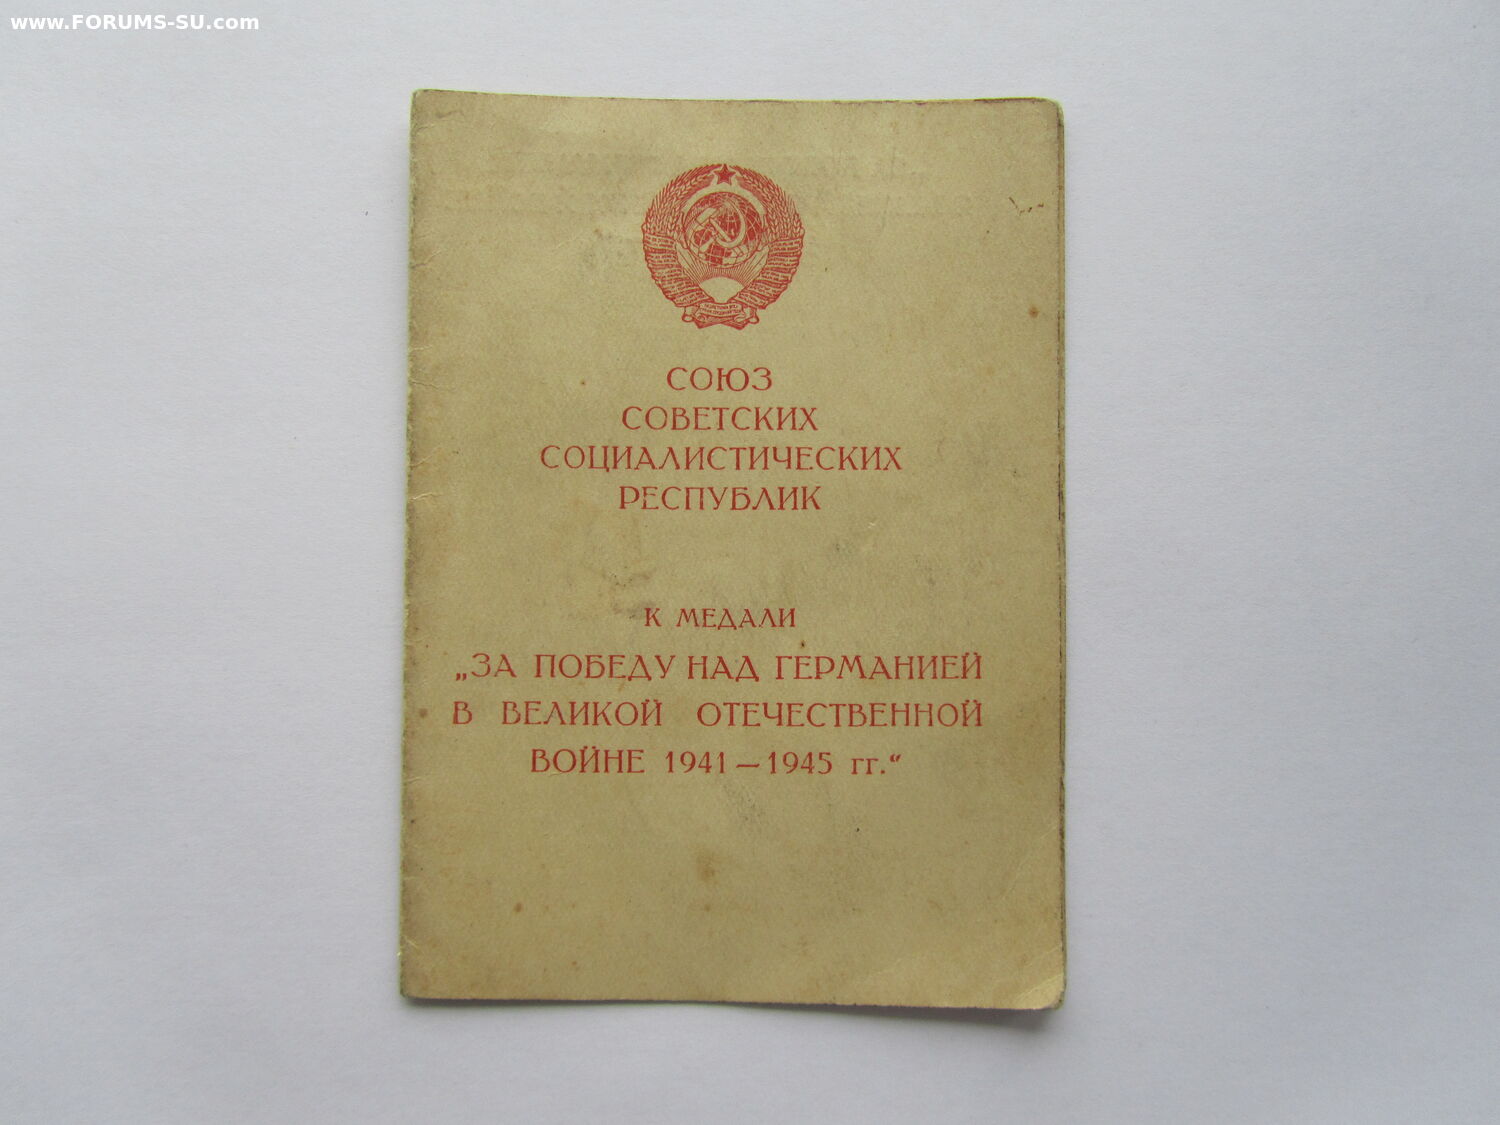 www.FORUMS-SU.com
СОЮЗ
СОВЕТСКИХ
СОЦИАЛИСТИЧЕСКИХ
РЕСПУБЛИК
К МЕДАЛИ
„ЗА ПОБЕДУ НАД ГЕРМАНИЕЙ
В ВЕЛИКОЙ ОТЕЧЕСТВЕННОЙ
ВОЙНЕ 1941—1945 гг.“